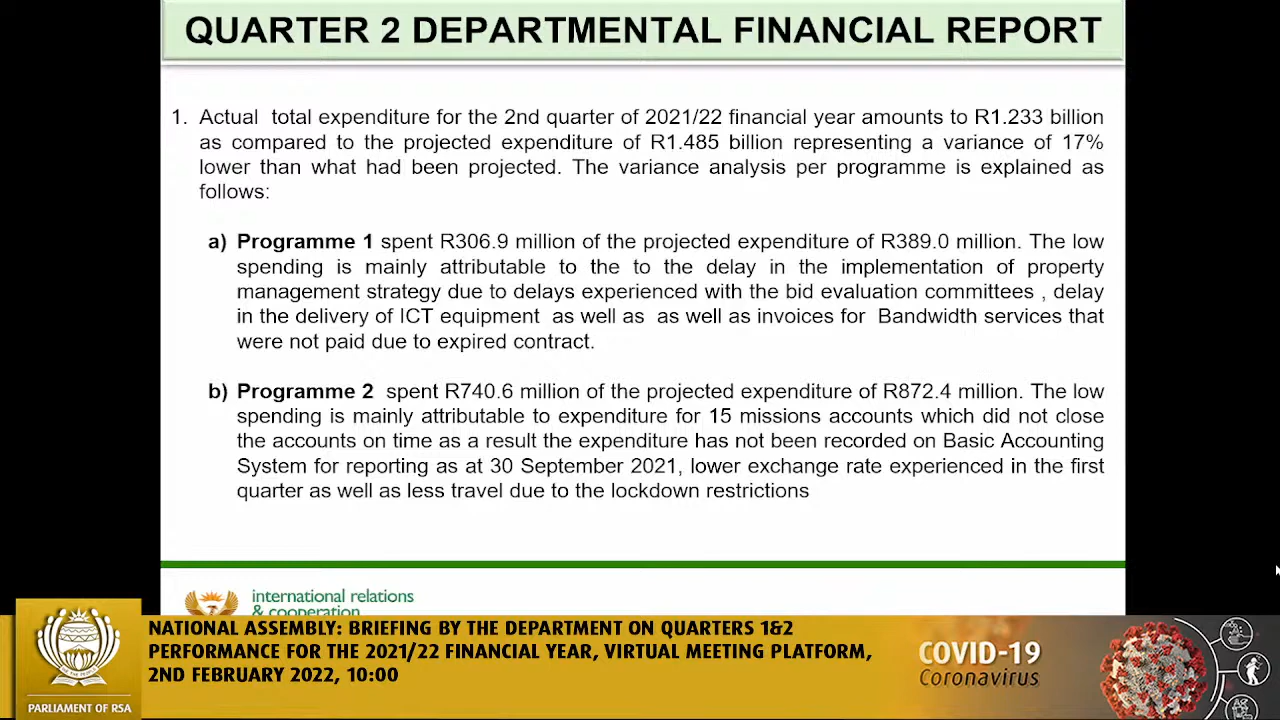 QUARTER 2 DEPARTMENTAL FINANCIAL REPORT
1. Actual total expenditure for the 2nd quarter of 2021/22 financial year amounts to R1.233 billion
as compared to the projected expenditure of R1.485 billion representing a variance of 17%
lower than what had been projected. The variance analysis per programme is explained as
follows:
a) Programme 1 spent R306.9 million of the projected expenditure of R389.0 million. The low
spending is mainly attributable to the to the delay in the implementation of property
management strategy due to delays experienced with the bid evaluation committees , delay
in the delivery of ICT equipment as well as as well as invoices for Bandwidth services that
were not paid due to expired contract.
b) Programme 2 spent R740.6 million of the projected expenditure of R872.4 million. The low
spending is mainly attributable to expenditure for 15 missions accounts which did not close
the accounts on time as a result the expenditure has not been recorded on Basic Accounting
System for reporting as at 30 September 2021, lower exchange rate experienced in the first
quarter as well as less travel due to the lockdown restrictions
international relations
& cooperation
NATIONAL ASSEMBLY: BRIEFING BY THE DEPARTMENT ON QUARTERS 1&2
PERFORMANCE FOR THE 2021/22 FINANCIAL YEAR, VIRTUAL MEETING PLATFORM,
2ND FEBRUARY 2022, 10:00
PARLIAMENT OF RSA
COVID-19
Coronavirus